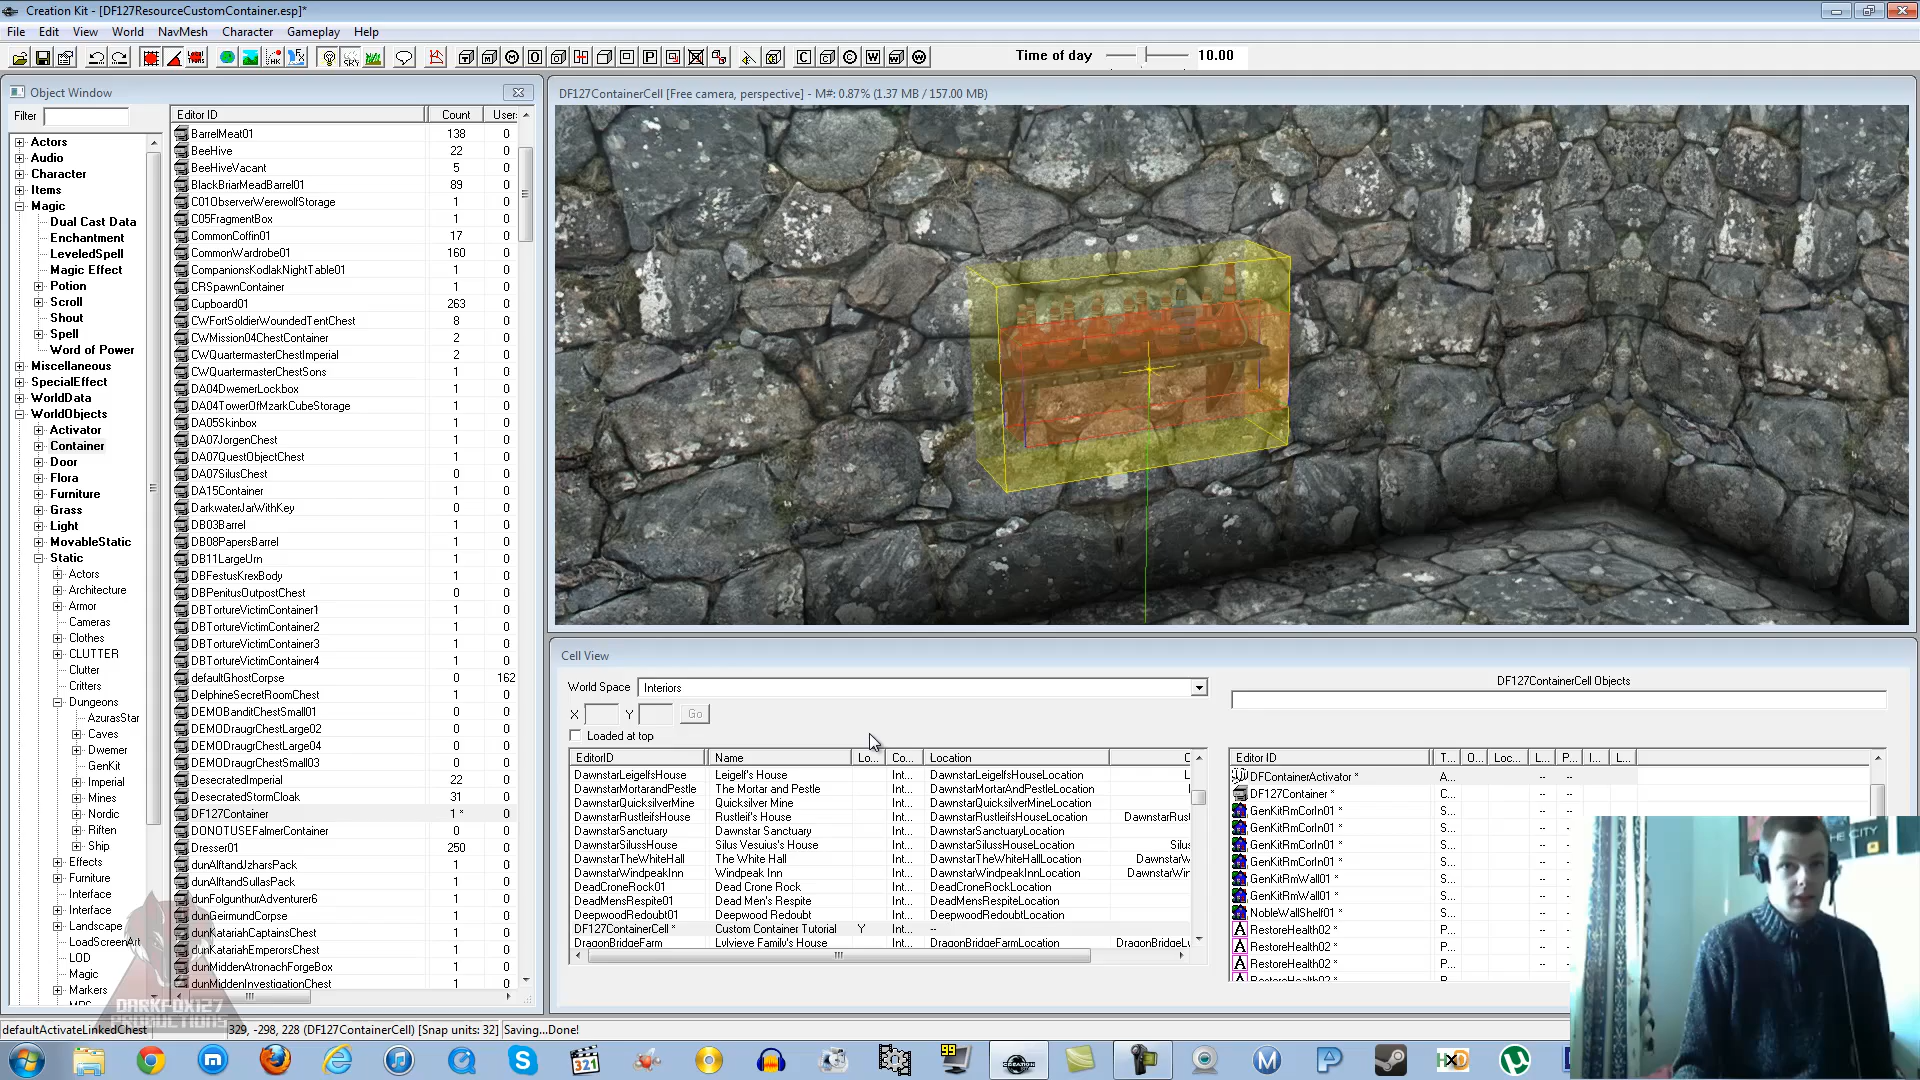 Creation Kit - [DF127ResourceCustomContainer.esp]*
File Edit View World NavMesh Character Gameplay Help
Time of day 10.00
Object Window
Filter
Actors
Audio
Character
Items
Magic
Dual Cast Data
Enchantment
LeveledSpell
Magic Effect
Potion
Scroll
Shout
Spell
Word of Power
Miscellaneous
SpecialEffect
WorldData
WorldObjects
Activator
Container
Door
Flora
Furniture
Grass
Light
MovableStatic
Static
Actors
Architecture
Armor
Cameras
Clothes
CLUTTER
Clutter
Critters
Dungeons
AzurasStar
Caves
Dwemer
GenKit
Imperial
Mines
Nordic
Riften
Ship
Effects
Furniture
Interface
Interface
Landscape
LoadScreenArt
LOD
Magic
Markers
Editor ID Count User:
BarrelMeat01 138 0
BeeHive 22 0
BeeHiveVacant 5 0
BlackBriarMeadBarrel01 89 0
C01ObserverWerewolfStorage 1 0
C05FragmentBox 1 0
CommonCoffin01 17 0
CommonWardrobe01 160 0
CompanionsKodlakNightTable01 1 0
CRSpawnContainer 1 0
Cupboard01 263 0
CWFortSoldierWoundedTentChest 8 0
CWMission04ChestContainer 2 0
CWQuartermasterChestImperial 2 0
CWQuartermasterChestSons 1 0
DA04DwemerLockbox 1 0
DA04TowerOfMzarkCubeStorage 1 0
DA05Skinbox 1 0
DA07JorgenChest 1 0
DA07QuestObjectChest 1 0
DA07SilusChest 0 0
DA15Container 1 0
DarkwaterJarWithKey 0 0
DB03Barrel 1 0
DB08PapersBarrel 1 0
DB11LargeUrn 1 0
DBFestusKrexBody 1 0
DBPenitusOutpostChest 0 0
DBTortureVictimContainer1 1 0
DBTortureVictimContainer2 1 0
DBTortureVictimContainer3 1 0
DBTortureVictimContainer4 1 0
defaultGhostCorpse 0 162
DelphineSecretRoomChest 1 0
DEMOBanditChestSmall01 0 0
DEMODraugrChestLarge02 0 0
DEMODraugrChestLarge04 0 0
DEMODraugrChestSmall03 0 0
DesecratedImperial 22 0
DesecratedStormCloak 31 0
DF127Container 1 * 0
DONOTUSEFalmerContainer 0 0
Dresser01 250 0
dunAlftandJzharsPack 1 0
dunAlftandSullasPack 1 0
dunFolgunthurAdventurer6 1 0
dunGeirmundCorpse 1 0
dunKatariahCaptainsChest 1 0
dunKatariahEmperorsChest 1 0
dunMiddenAtronachForgeBox 1 0
dunMiddenInvestigationChest 1 0
DF127ContainerCell [Free camera, perspective] - M#: 0.87% (1.37 MB / 157.00 MB)
Cell View
World Space Interiors
X Y Go
Loaded at top
EditorID Name Lo... Co... Location
DawnstarLeigelfsHouse Leigelf's House Int... DawnstarLeigelfsHouseLocation
DawnstarMortarandPestle The Mortar and Pestle Int... DawnstarMortarAndPestleLocation
DawnstarQuicksilverMine Quicksilver Mine Int... DawnstarQuicksilverMineLocation
DawnstarRustleifsHouse Rustleif's House Int... DawnstarRustleifsHouseLocation DawnstarRust
DawnstarSanctuary Dawnstar Sanctuary Int... DawnstarSanctuaryLocation
DawnstarSilussHouse Silus Vesuius's House Int... DawnstarSilussHouseLocation Silus
DawnstarTheWhiteHall The White Hall Int... DawnstarTheWhiteHallLocation DawnstarW
DawnstarWindpeakInn Windpeak Inn Int... DawnstarWindpeakInnLocation DawnstarWir
DeadCroneRock01 Dead Crone Rock Int... DeadCroneRockLocation
DeadMensRespite01 Dead Men's Respite Int... DeadMensRespiteLocation
DeepwoodRedoubt01 Deepwood Redoubt Int... DeepwoodRedoubtLocation
DF127ContainerCell * Custom Container Tutorial Y Int... --
DragonBridgeFarm Lylvieve Family's House Int... DragonBridgeFarmLocation DragonBridgeL
DF127ContainerCell Objects
Editor ID T... O... Loc... L... P... I... L...
DFContainerActivator * A... -- --
DF127Container * C... -- -
GenKitRmCorIn01 * S... -- -
GenKitRmCorIn01 * S... -- -
GenKitRmCorIn01 * S...
GenKitRmCorIn01 * S...
GenKitRmWall01 * S...
GenKitRmWall01 * S...
NobleWallShelf01 * S...
RestoreHealth02 * P...
RestoreHealth02 * P...
RestoreHealth02 * P...
RestoreHealth02 * P...
THE CITY
DARKFOX127
PRODUCTIONS
defaultActivateLinkedChest 329, -298, 228 (DF127ContainerCell) [Snap units: 32] Saving...Done!
321
99
HXD